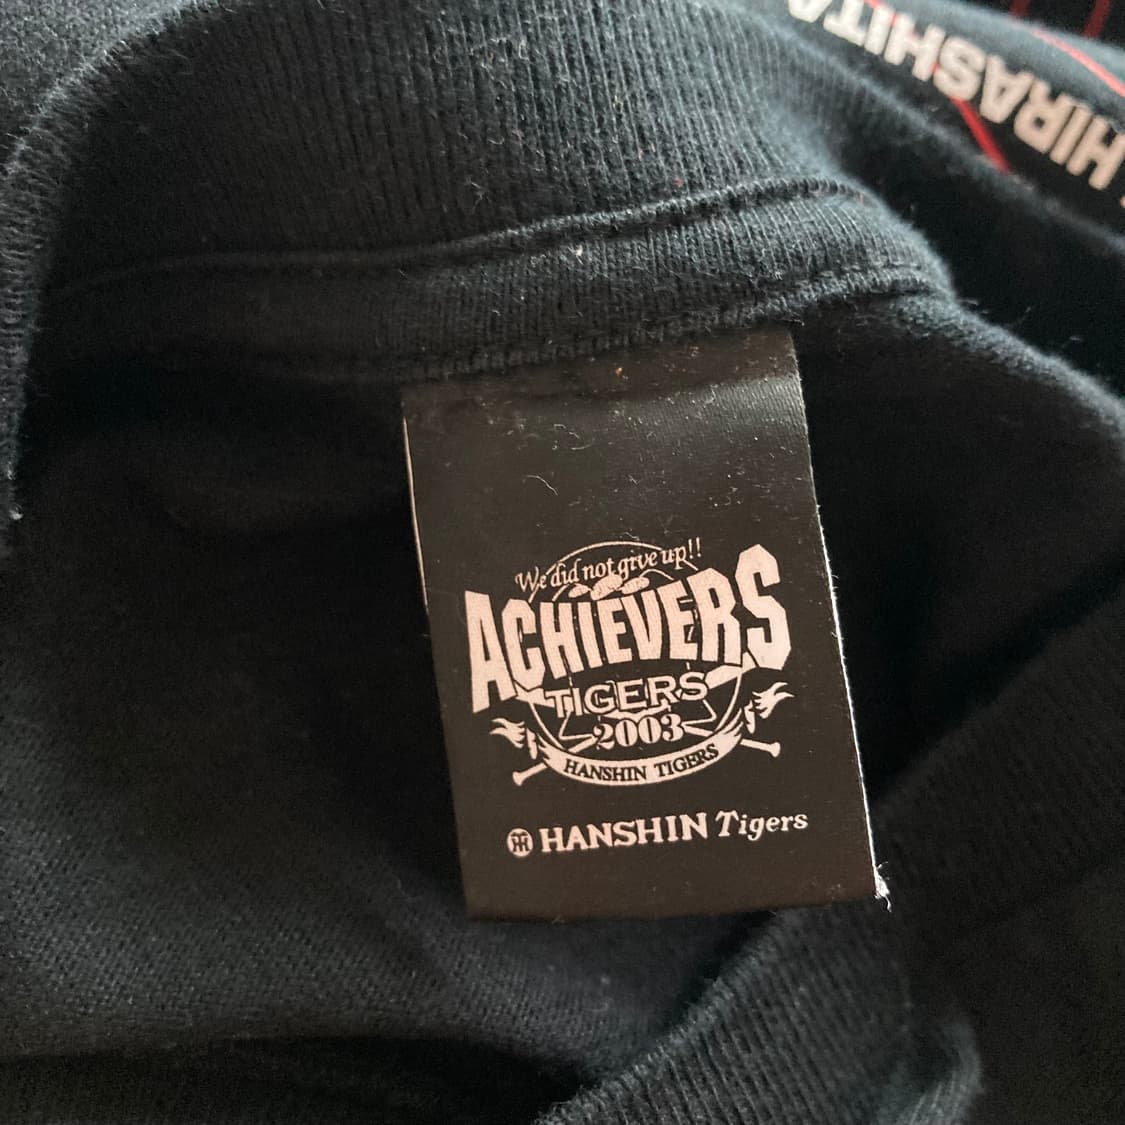 HIRASHITA
We did not give up!!
ACHIEVERS
TIGERS
2003
HANSHIN TIGERS
HANSHIN Tigers